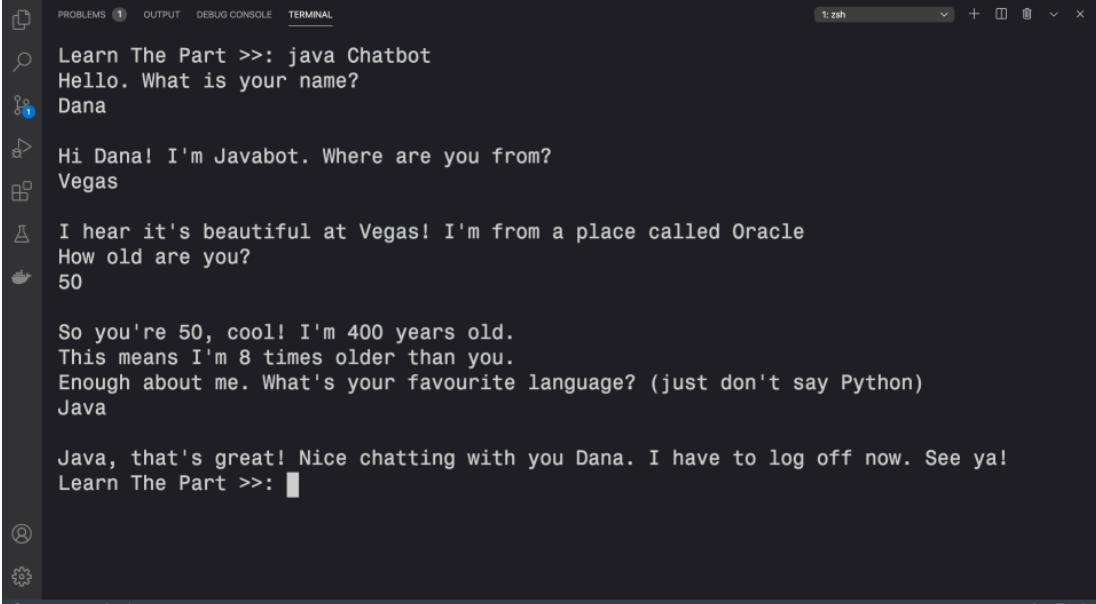 PROBLEMS 1 OUTPUT DEBUG CONSOLE TERMINAL 1: zsh
Learn The Part >>: java Chatbot
Hello. What is your name?
Dana
Hi Dana! I'm Javabot. Where are you from?
Vegas
I hear it's beautiful at Vegas! I'm from a place called Oracle
How old are you?
50
So you're 50, cool! I'm 400 years old.
This means I'm 8 times older than you.
Enough about me. What's your favourite language? (just don't say Python)
Java
Java, that's great! Nice chatting with you Dana. I have to log off now. See ya!
Learn The Part >>:
1